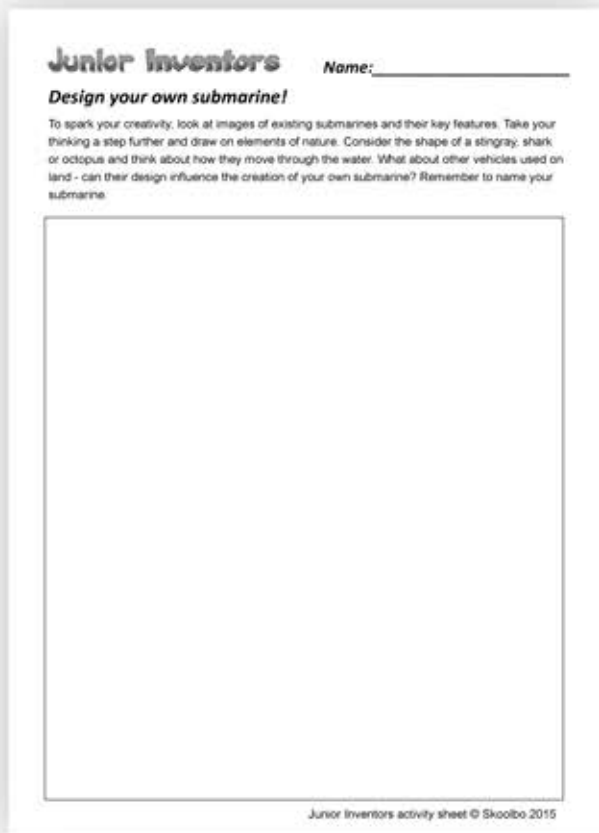 Junior Inventors
Name:
Design your own submarine!
To spark your creativity, look at images of existing submarines and their key features. Take your
thinking a step further and draw on elements of nature. Consider the shape of a stingray, shark
or octopus and think about how they move through the water. What about other vehicles used on
land - can their design influence the creation of your own submarine? Remember to name your
submarine.
Junior Inventors activity sheet © Skoolbo 2015